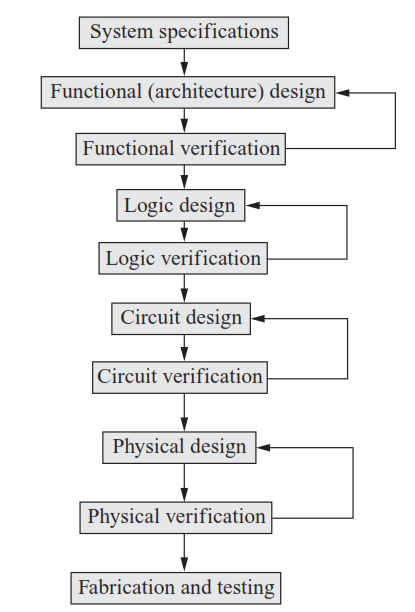 System specifications
Functional (architecture) design
Functional verification
Logic design
Logic verification
Circuit design
Circuit verification
Physical design
Physical verification
Fabrication and testing